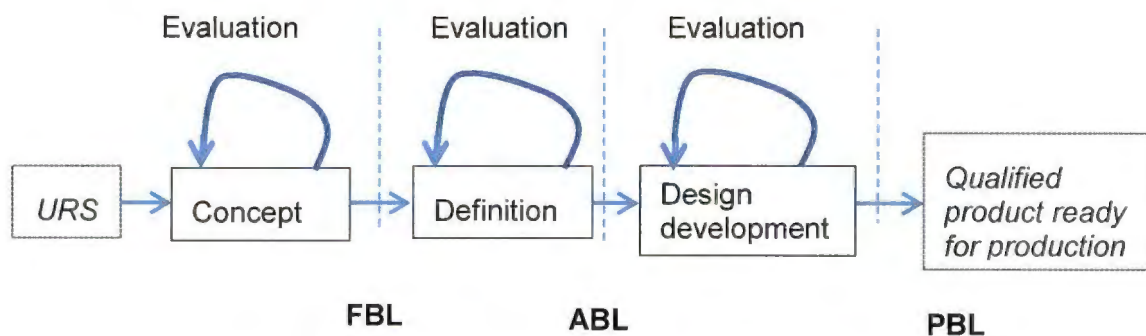 Evaluation
Evaluation
Evaluation
URS
Concept
Definition
Design
development
Qualified
product ready
for production
FBL
ABL
PBL